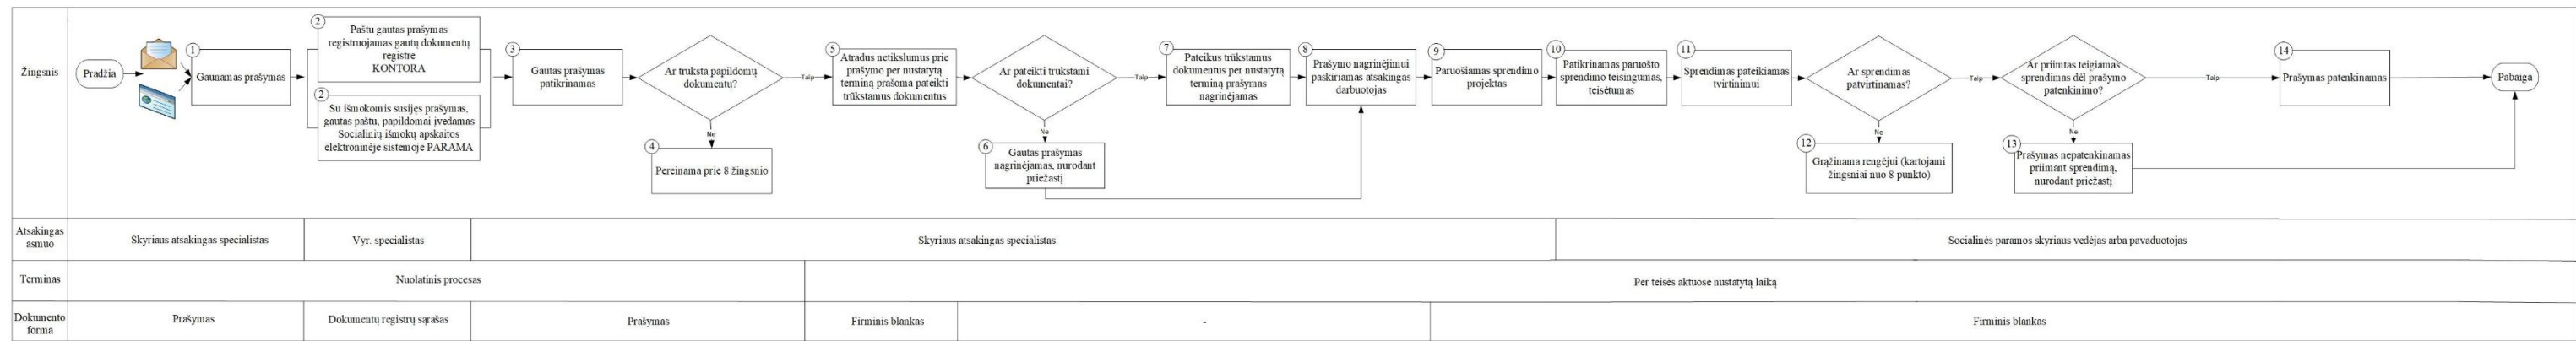 Žingsnis
Pradžia
1
Gaunamas prašymas
2
Paštu gautas prašymas
registruojamas gautų dokumentų
registre
KONTORA
2
Su išmokomis susijęs prašymas,
gautas paštu, papildomai įvedamas
Socialinių išmokų apskaitos
elektroninėje sistemoje PARAMA
3
Gautas prašymas
patikrinamas
Ar trūksta papildomų
dokumentų?
Taip
Ne
4
Pereinama prie 8 žingsnio
5
Atradus netikslumus prie
prašymo per nustatytą
terminą prašoma pateikti
trūkstamus dokumentus
Ar pateikti trūkstami
dokumentai?
Taip
Ne
6
Gautas prašymas
nagrinėjamas, nurodant
priežastį
7
Pateikus trūkstamus
dokumentus per nustatytą
terminą prašymas
nagrinėjamas
8
Prašymo nagrinėjimui
paskiriamas atsakingas
darbuotojas
9
Paruošiamas sprendimo
projektas
10
Patikrinamas paruošto
sprendimo teisingumas,
teisėtumas
11
Sprendimas pateikiamas
tvirtinimui
Ar sprendimas
patvirtinamas?
Taip
Ne
12
Grąžinama rengėjui (kartojami
žingsniai nuo 8 punkto)
Ar priimtas teigiamas
sprendimas dėl prašymo
patenkinimo?
Taip
Ne
13
Prašymas nepatenkinamas
priimant sprendimą,
nurodant priežastį
14
Prašymas patenkinamas
Pabaiga
Atsakingas
asmuo
Skyriaus atsakingas specialistas
Vyr. specialistas
Skyriaus atsakingas specialistas
Socialinės paramos skyriaus vedėjas arba pavaduotojas
Terminas
Nuolatinis procesas
Per teisės aktuose nustatytą laiką
Dokumento
forma
Prašymas
Dokumentų registrų sąrašas
Prašymas
Firminis blankas
-
Firminis blankas